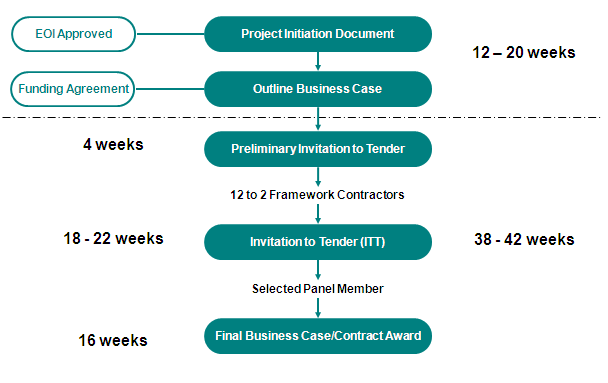 EOI Approved
Project Initiation Document
12 – 20 weeks
Funding Agreement
Outline Business Case
4 weeks
Preliminary Invitation to Tender
12 to 2 Framework Contractors
18 - 22 weeks
Invitation to Tender (ITT)
38 - 42 weeks
Selected Panel Member
Final Business Case/Contract Award
16 weeks